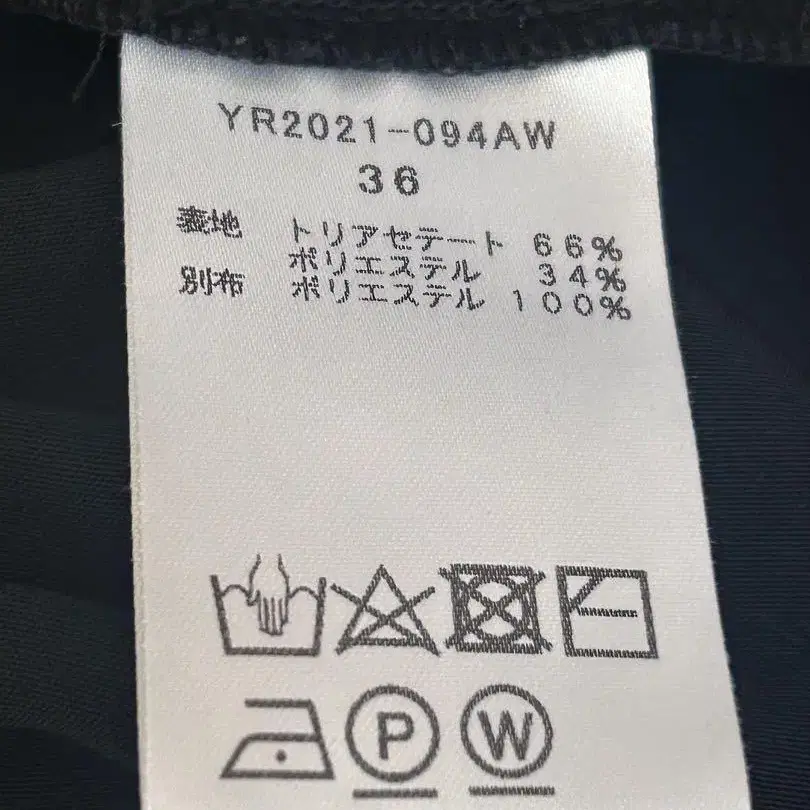 YR2021-094AW
36
表地 トリアセテート 66%
ポリエステル 34%
別布 ポリエステル 100%
P W